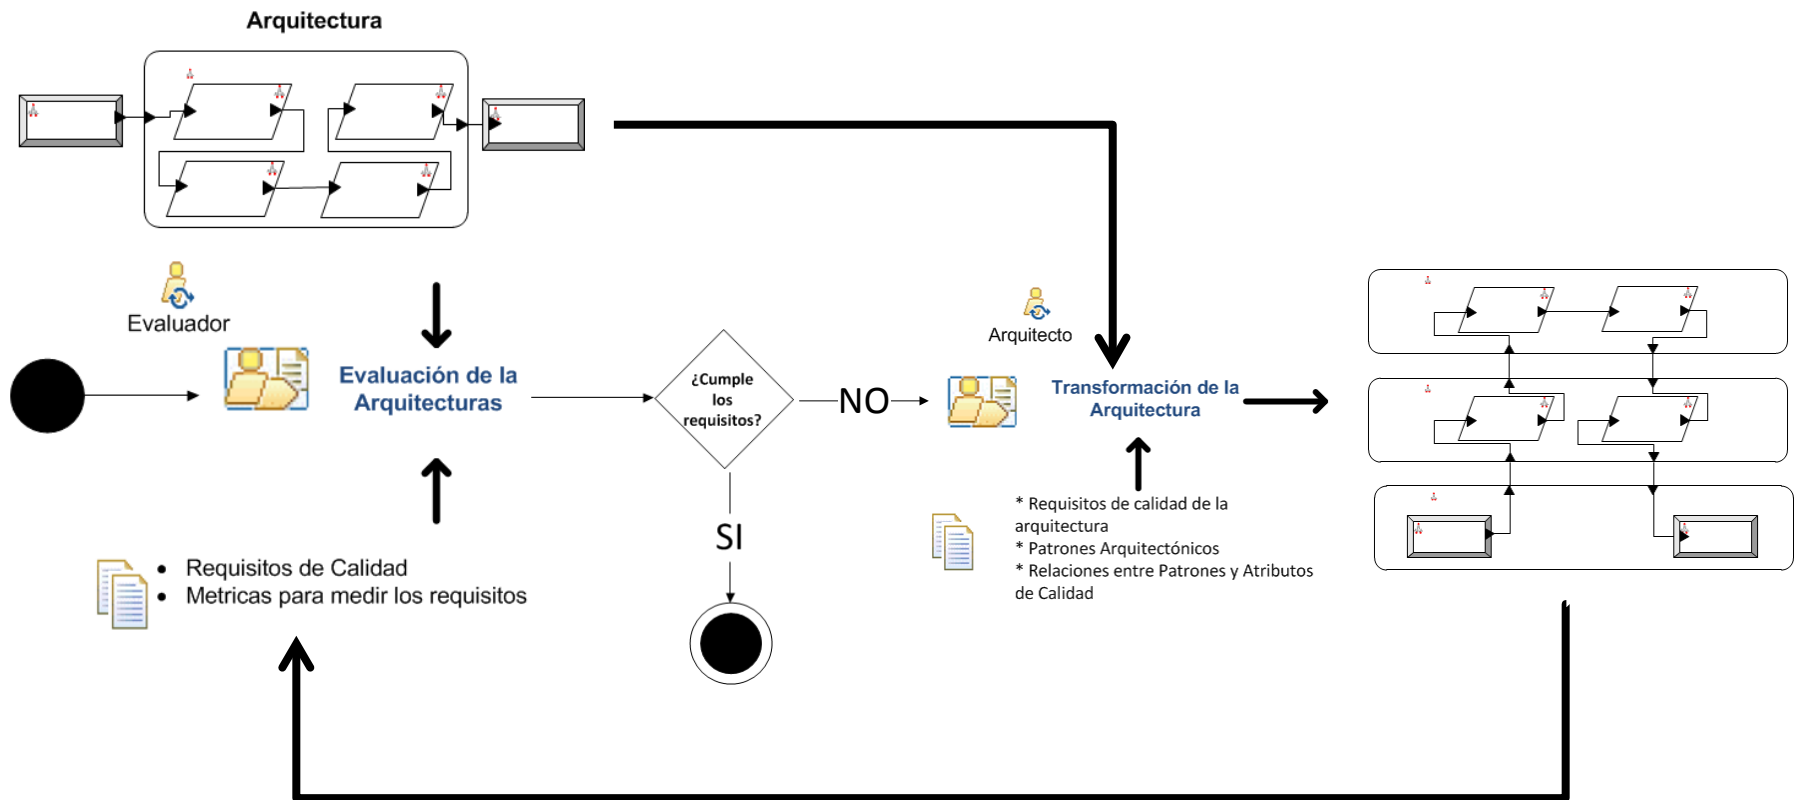 Arquitectura
Evaluador
Evaluación de la
Arquitecturas
• Requisitos de Calidad
• Metricas para medir los requisitos
¿Cumple
los
requisitos?
NO
SI
Arquitecto
Transformación de la
Arquitectura
* Requisitos de calidad de la
arquitectura
* Patrones Arquitectónicos
* Relaciones entre Patrones y Atributos
de Calidad